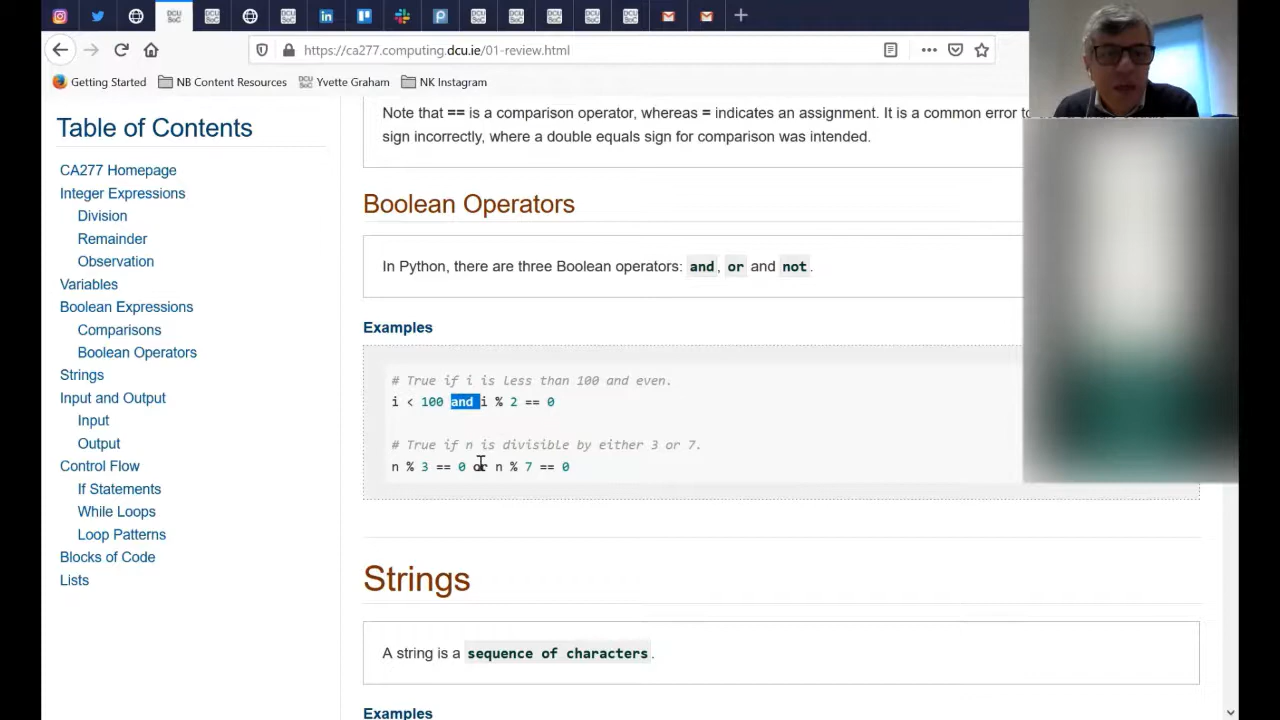 https://ca277.computing.dcu.ie/01-review.html
Getting Started
NB Content Resources
DCU SoC
Yvette Graham
NK Instagram
Table of Contents
CA277 Homepage
Integer Expressions
Division
Remainder
Observation
Variables
Boolean Expressions
Comparisons
Boolean Operators
Strings
Input and Output
Input
Output
Control Flow
If Statements
While Loops
Loop Patterns
Blocks of Code
Lists
Note that == is a comparison operator, whereas = indicates an assignment. It is a common error to
sign incorrectly, where a double equals sign for comparison was intended.
Boolean Operators
In Python, there are three Boolean operators: and, or and not.
Examples
# True if i is less than 100 and even.
i < 100 and i % 2 == 0
# True if n is divisible by either 3 or 7.
n % 3 == 0 or n % 7 == 0
Strings
A string is a sequence of characters.
Examples